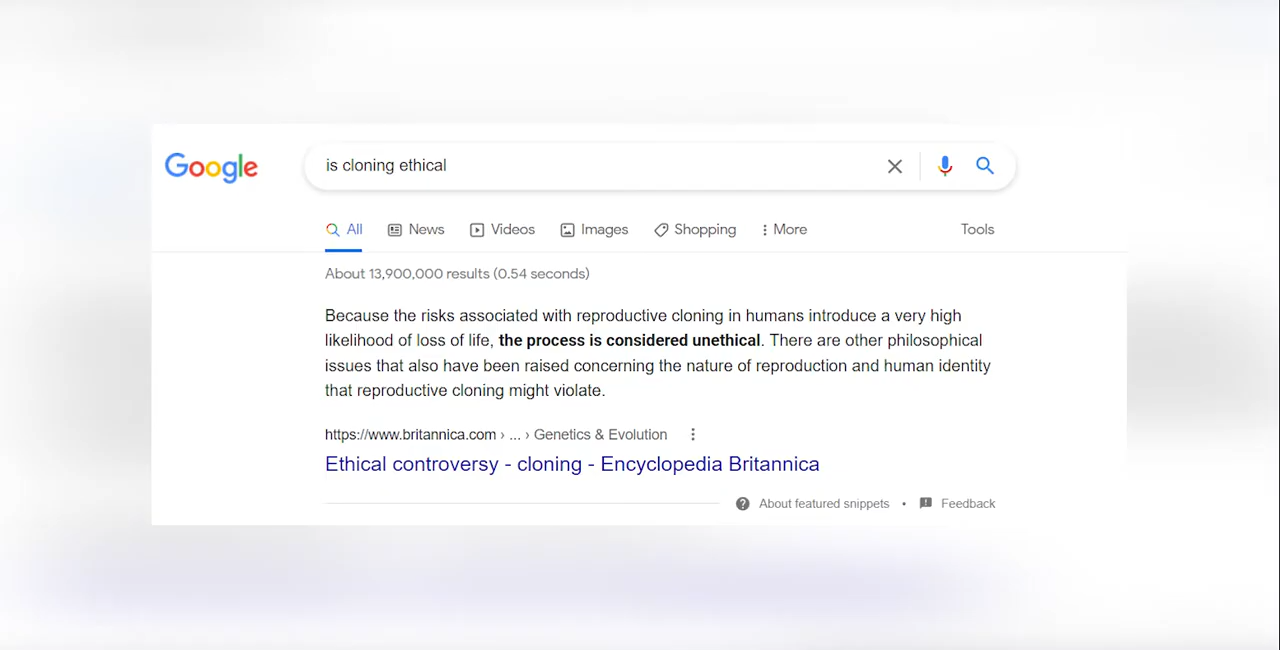 Google
is cloning ethical
All News Videos Images Shopping More Tools
About 13,900,000 results (0.54 seconds)
Because the risks associated with reproductive cloning in humans introduce a very high
likelihood of loss of life, the process is considered unethical. There are other philosophical
issues that also have been raised concerning the nature of reproduction and human identity
that reproductive cloning might violate.
https://www.britannica.com › ... › Genetics & Evolution
Ethical controversy - cloning - Encyclopedia Britannica
About featured snippets • Feedback